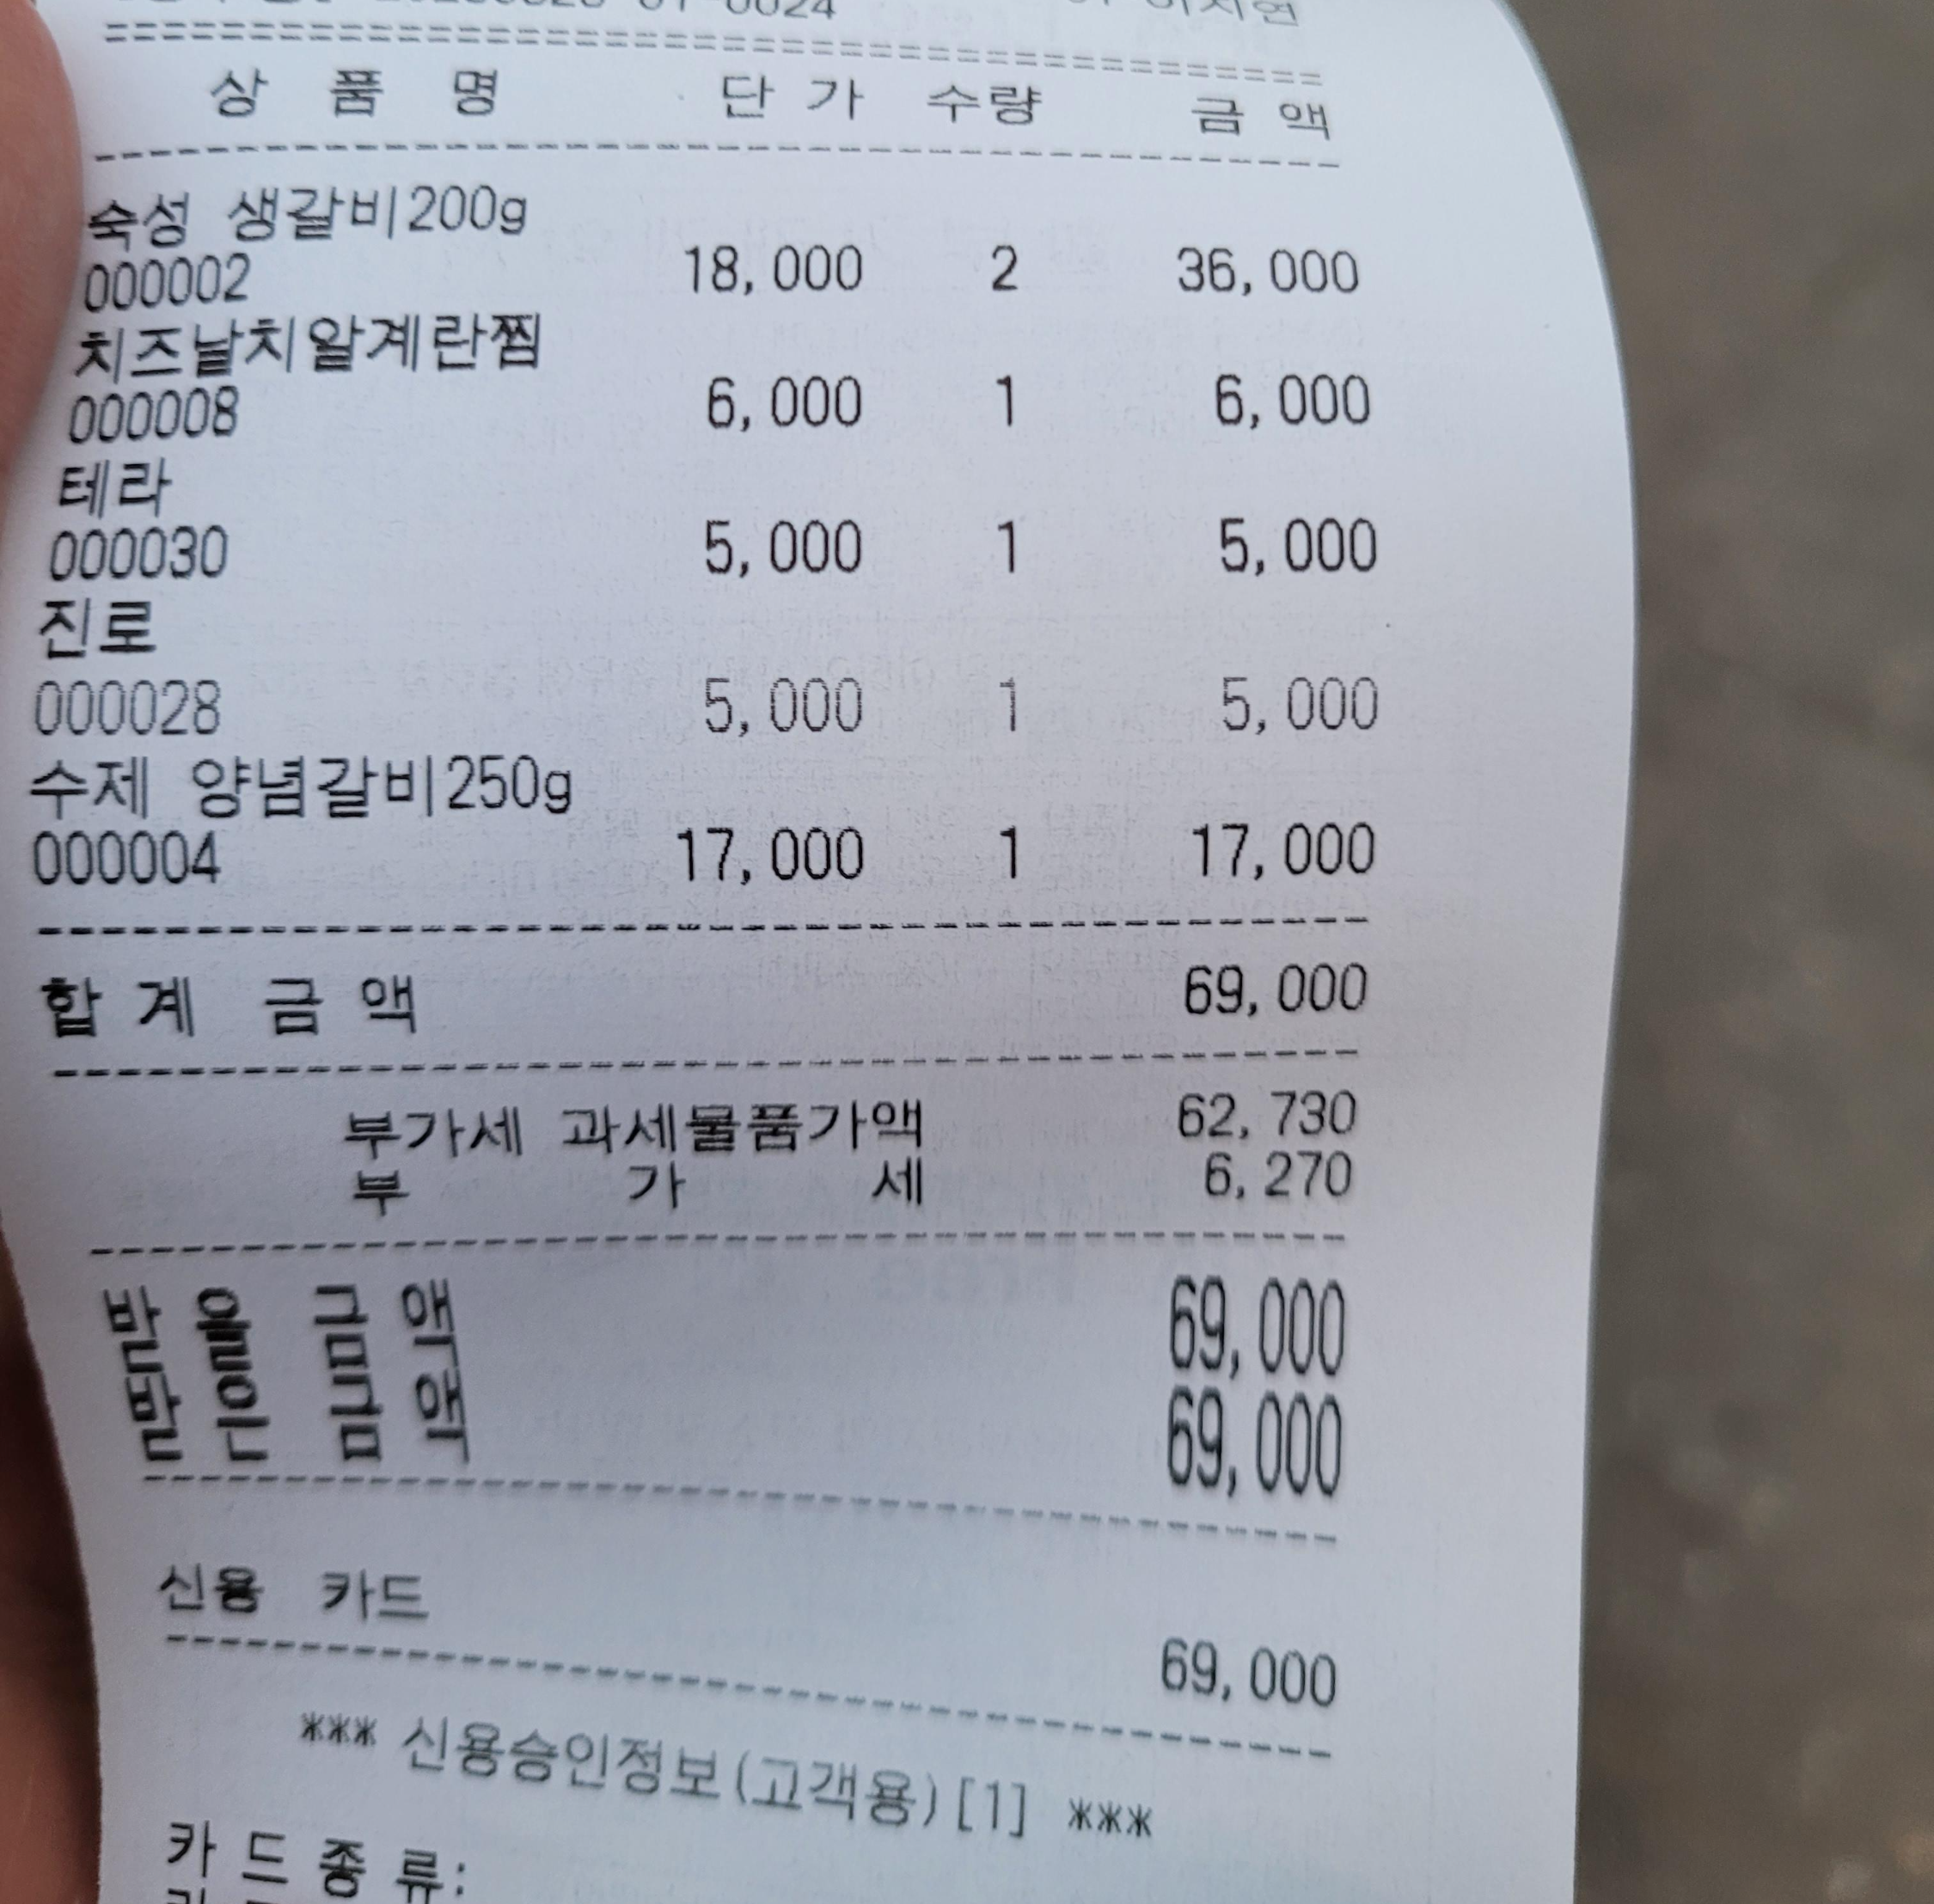 0024
상 품 명 단 가 수량 금 액
숙성 생갈비200g
000002 18,000 2 36,000
치즈날치알계란찜
000008 6,000 1 6,000
테라
000030 5,000 1 5,000
진로
000028 5,000 1 5,000
수제 양념갈비250g
000004 17,000 1 17,000
합 계 금 액 69,000
부가세 과세물품가액 62,730
부 가 세 6,270
받 을 금 액 69,000
받 은 금 액 69,000
신용 카드
69,000
*** 신용승인정보(고객용)[1] ***
카 드 종 류: